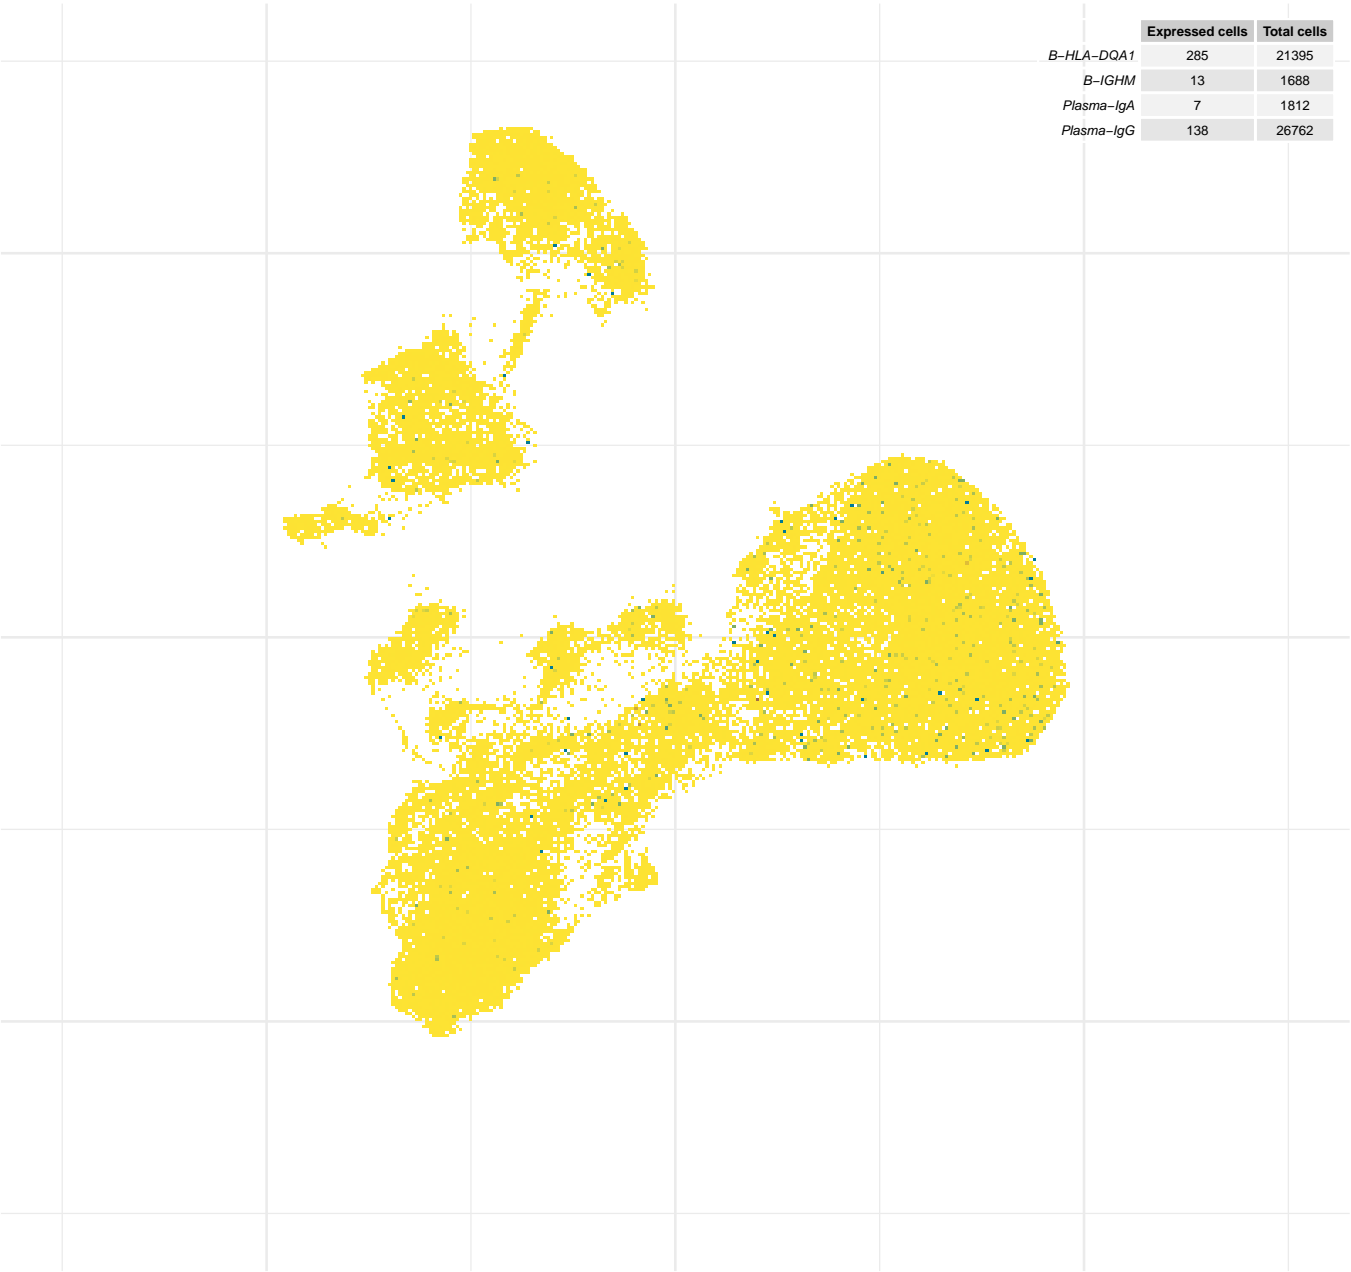 Expressed cells Total cells
B−HLA−DQA1 285 21395
B−IGHM 13 1688
Plasma−IgA 7 1812
Plasma−IgG 138 26762